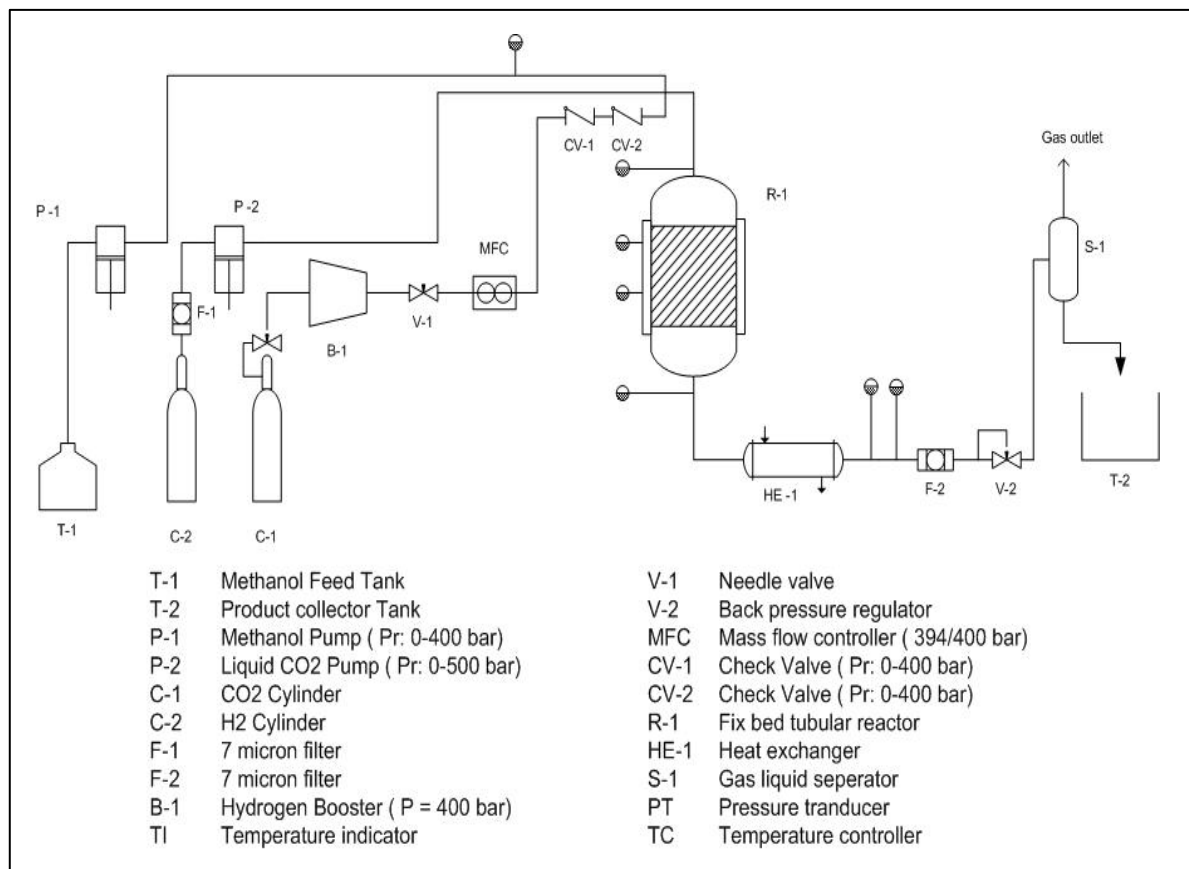 Gas outlet
CV-1
CV-2
P -1
P -2
R-1
S-1
MFC
F-1
V-1
B-1
T-1
C-2
C-1
HE -1
F-2
V-2
T-2
T-1 Methanol Feed Tank
T-2 Product collector Tank
P-1 Methanol Pump ( Pr: 0-400 bar)
P-2 Liquid CO2 Pump ( Pr: 0-500 bar)
C-1 CO2 Cylinder
C-2 H2 Cylinder
F-1 7 micron filter
F-2 7 micron filter
B-1 Hydrogen Booster ( P = 400 bar)
TI Temperature indicator
V-1 Needle valve
V-2 Back pressure regulator
MFC Mass flow controller ( 394/400 bar)
CV-1 Check Valve ( Pr: 0-400 bar)
CV-2 Check Valve ( Pr: 0-400 bar)
R-1 Fix bed tubular reactor
HE-1 Heat exchanger
S-1 Gas liquid seperator
PT Pressure tranducer
TC Temperature controller